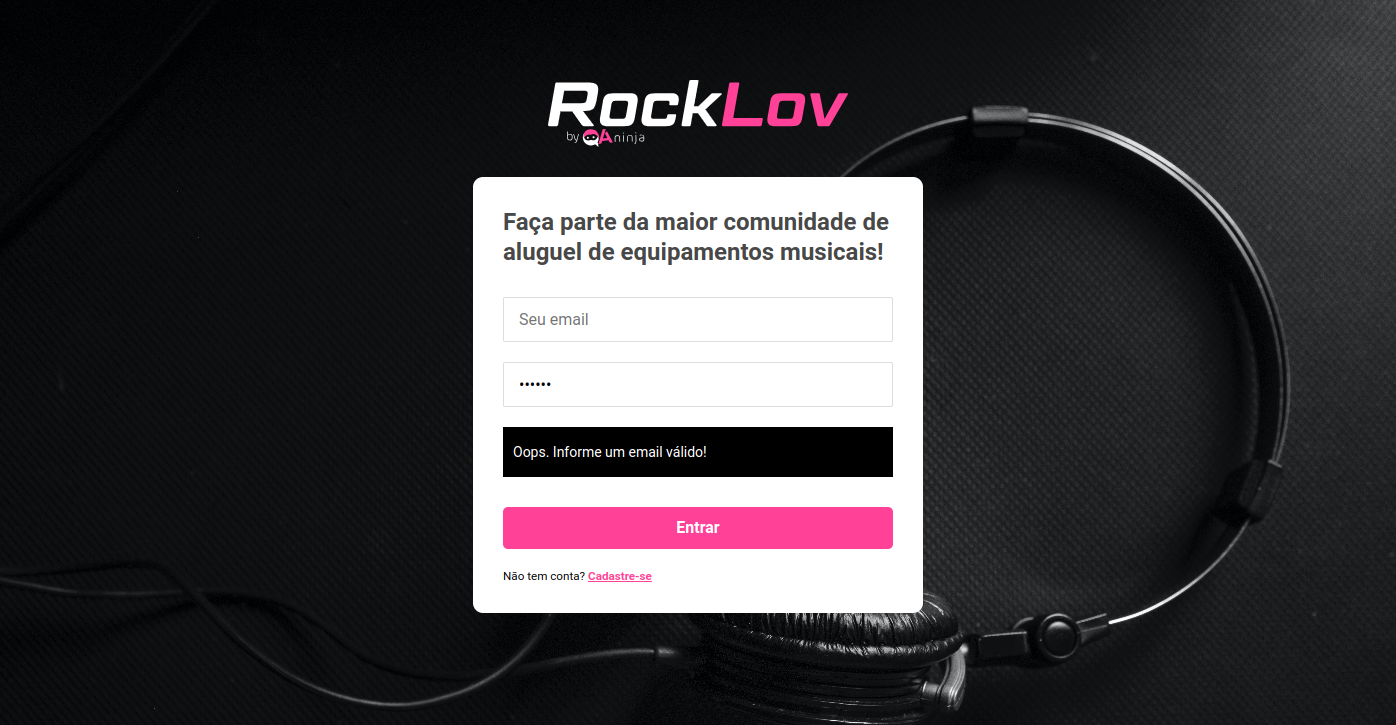 RockLov
by QAninja
Faça parte da maior comunidade de
aluguel de equipamentos musicais!
Seu email
••••••
Oops. Informe um email válido!
Entrar
Não tem conta? Cadastre-se